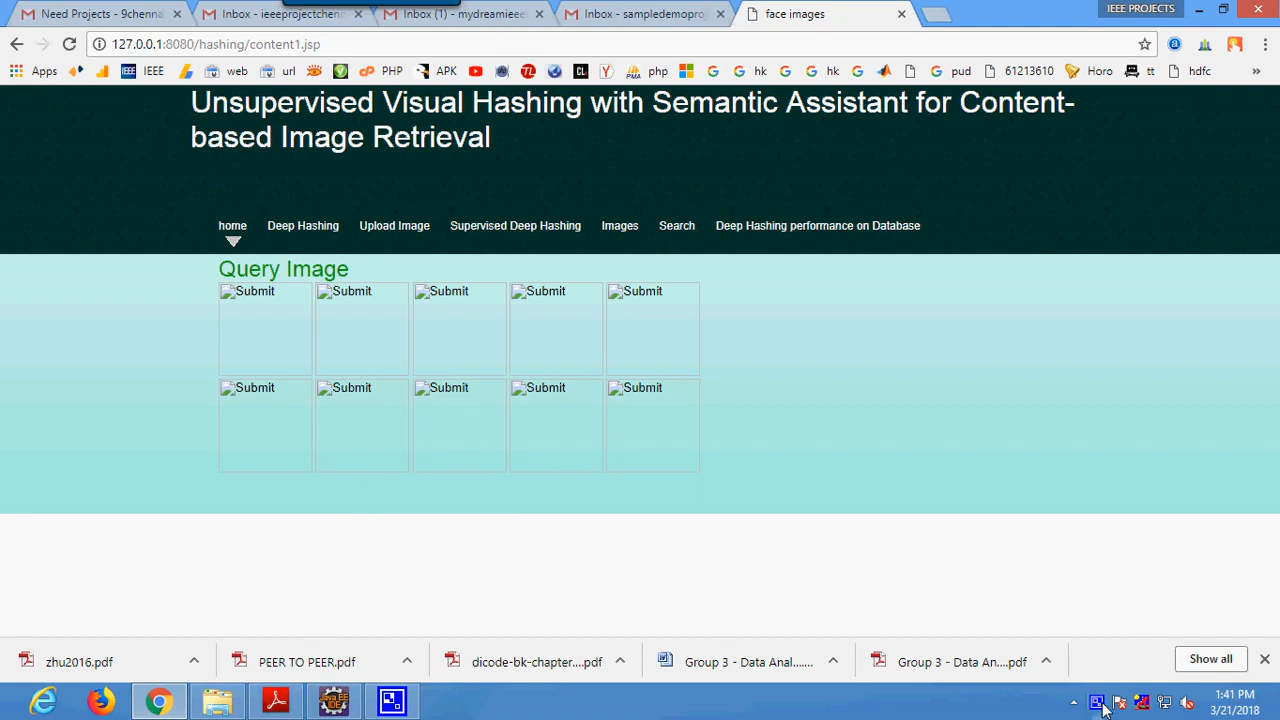 Need Projects - 9chenna
Inbox - ieeeprojectchenn
Inbox (1) - mydreamieee
Inbox - sampledemoproj
face images
IEEE PROJECTS
127.0.0.1:8080/hashing/content1.jsp
Apps
IEEE
web
url
PHP
APK
php
hk
hk
hk
pud
61213010
Horo
tt
hdfc
»
Unsupervised Visual Hashing with Semantic Assistant for Content-
based Image Retrieval
home
Deep Hashing
Upload Image
Supervised Deep Hashing
Images
Search
Deep Hashing performance on Database
Query Image
Submit
Submit
Submit
Submit
Submit
Submit
Submit
Submit
Submit
Submit
zhu2016.pdf
PEER TO PEER.pdf
dicode-bk-chapter....pdf
Group 3 - Data Anal.......
Group 3 - Data An....pdf
Show all
1:41 PM
3/21/2018